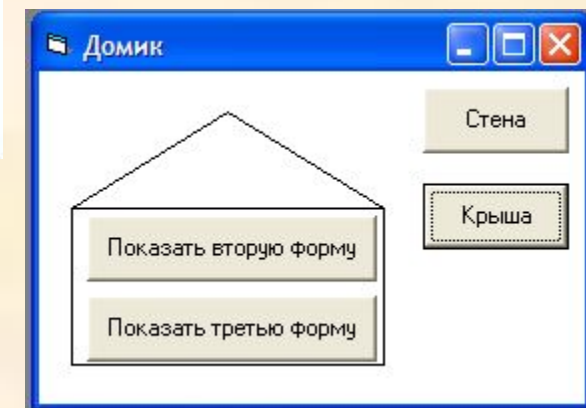 Домик
Стена
Крыша
Показать вторую форму
Показать третью форму